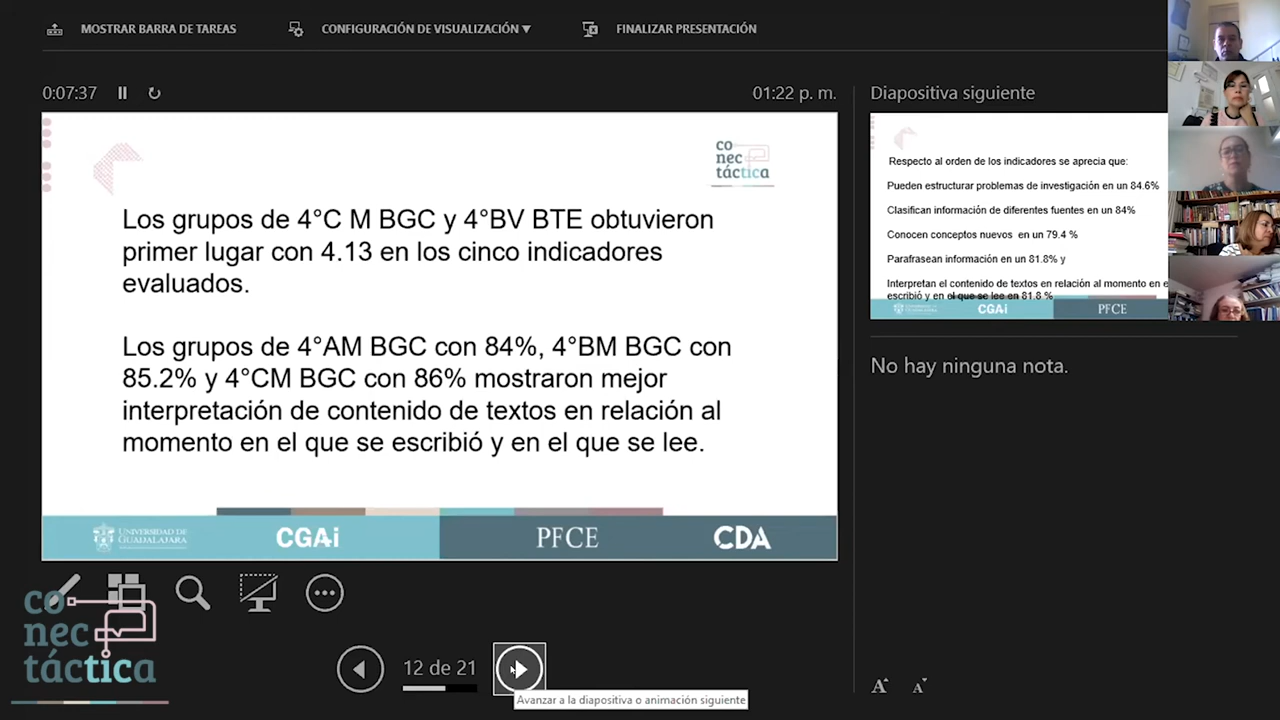 MOSTRAR BARRA DE TAREAS
CONFIGURACIÓN DE VISUALIZACIÓN ▼
FINALIZAR PRESENTACIÓN
0:07:37
01:22 p. m.
co
nec
táctica
Los grupos de 4°C M BGC y 4°BV BTE obtuvieron
primer lugar con 4.13 en los cinco indicadores
evaluados.
Los grupos de 4°AM BGC con 84%, 4°BM BGC con
85.2% y 4°CM BGC con 86% mostraron mejor
interpretación de contenido de textos en relación al
momento en el que se escribió y en el que se lee.
UNIVERSIDAD DE
GUADALAJARA
CGAi
PFCE
CDA
Diapositiva siguiente
Respecto al orden de los indicadores se aprecia que:
Pueden estructurar problemas de investigación en un 84.6%
Clasifican información de diferentes fuentes en un 84%
Conocen conceptos nuevos en un 79.4 %
Parafrasean información en un 81.8% y
Interpretan el contenido de textos en relación al momento en e
escribió y en el que se lee en 81.8 %
CGAi
PFCE
No hay ninguna nota.
co
nec
táctica
12 de 21
Avanzar a la diapositiva o animación siguiente
A A